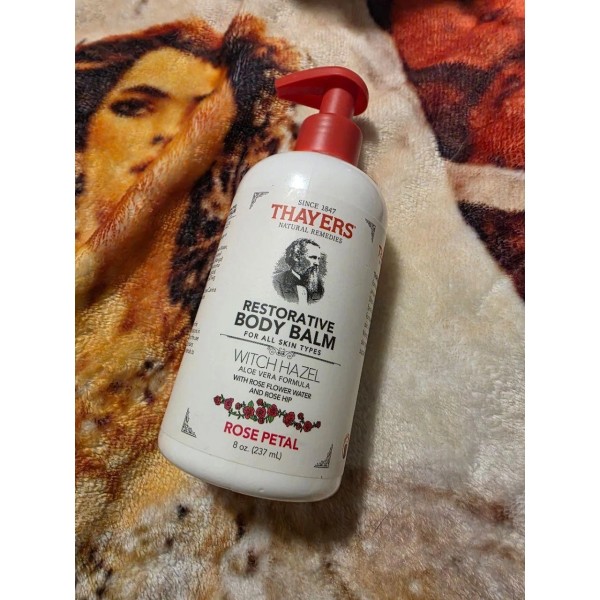 SINCE 1847
THAYERS
NATURAL REMEDIES
RESTORATIVE
BODY BALM
FOR ALL SKIN TYPES
WITCH HAZEL
ALOE VERA FORMULA
WITH ROSE FLOWER WATER
AND ROSE HIP
ROSE PETAL
8 oz. (237 mL)